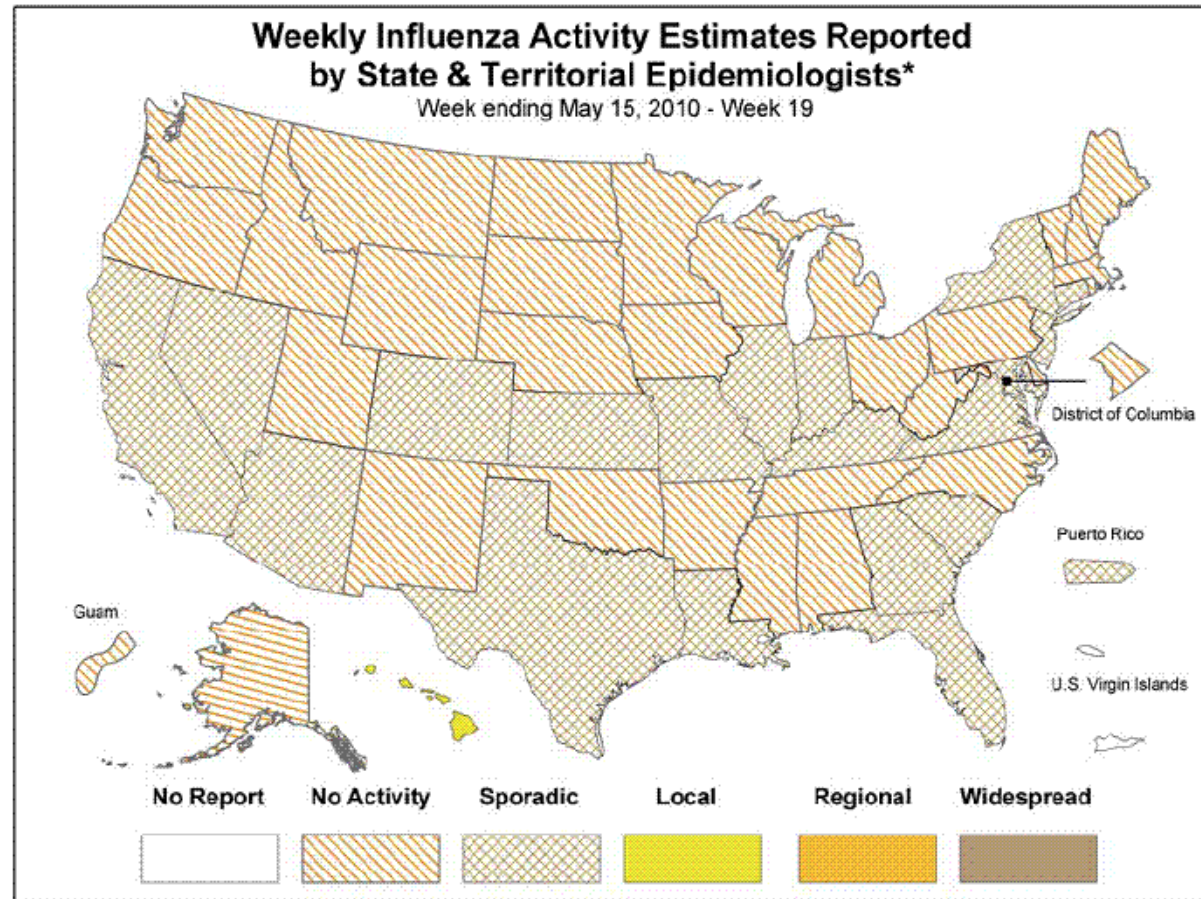 Weekly Influenza Activity Estimates Reported
by State & Territorial Epidemiologists*
Week ending May 15, 2010 - Week 19
District of Columbia
Puerto Rico
Guam
U.S. Virgin Islands
No Report No Activity Sporadic Local Regional Widespread